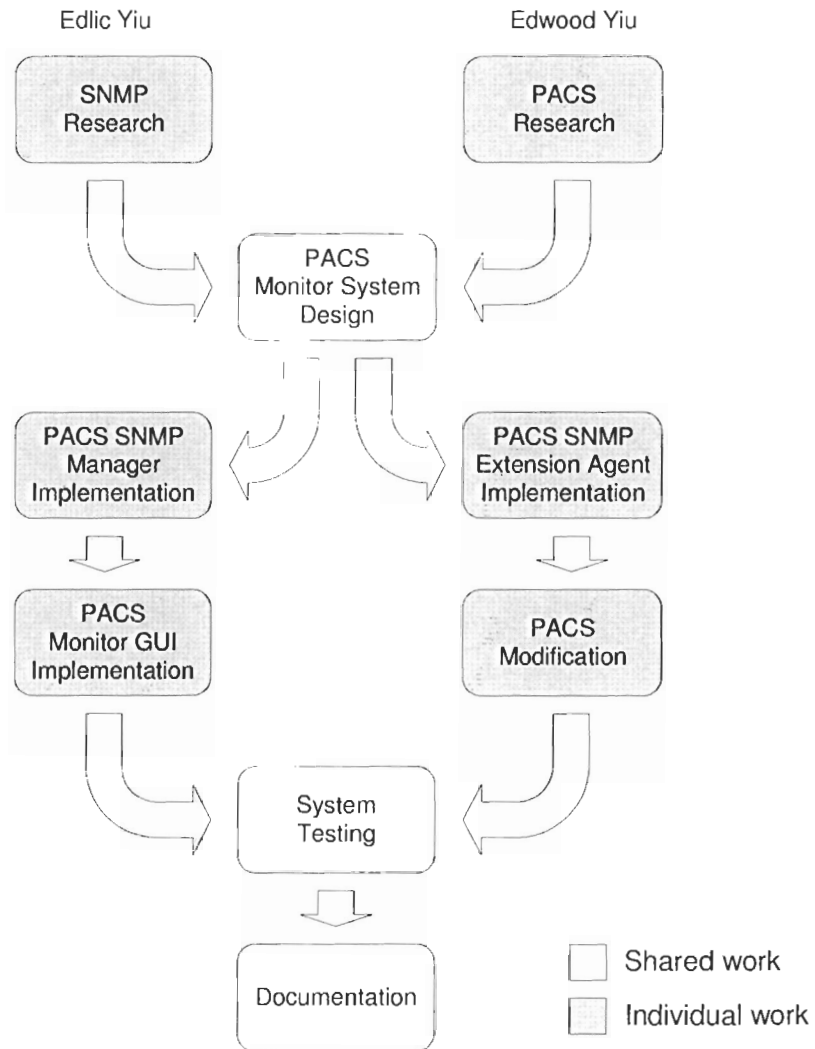 Edlic Yiu
Edwood Yiu
SNMP
Research
PACS
Research
PACS
Monitor System
Design
PACS SNMP
Manager
Implementation
PACS SNMP
Extension Agent
Implementation
PACS
Monitor GUI
Implementation
PACS
Modification
System
Testing
Documentation
Shared work
Individual work